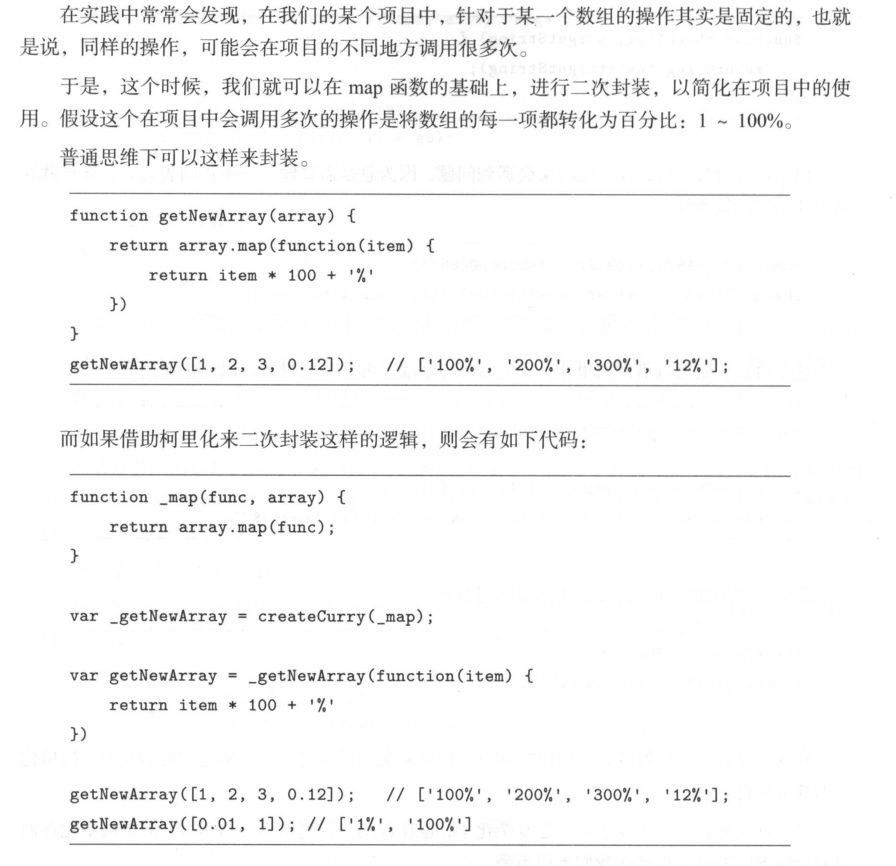 在实践中常常会发现，在我们的某个项目中，针对于某一个数组的操作其实是固定的，也就
是说，同样的操作，可能会在项目的不同地方调用很多次。
于是，这个时候，我们就可以在 map 函数的基础上，进行二次封装，以简化在项目中的使
用。假设这个在项目中会调用多次的操作是将数组的每一项都转化为百分比：1 ~ 100%。
普通思维下可以这样来封装。
function getNewArray(array) {
    return array.map(function(item) {
        return item * 100 + '%'
    })
}
getNewArray([1, 2, 3, 0.12]);   // ['100%', '200%', '300%', '12%'];
而如果借助柯里化来二次封装这样的逻辑，则会有如下代码：
function _map(func, array) {
    return array.map(func);
}
var _getNewArray = createCurry(_map);
var getNewArray = _getNewArray(function(item) {
    return item * 100 + '%'
})
getNewArray([1, 2, 3, 0.12]);   // ['100%', '200%', '300%', '12%'];
getNewArray([0.01, 1]); // ['1%', '100%']